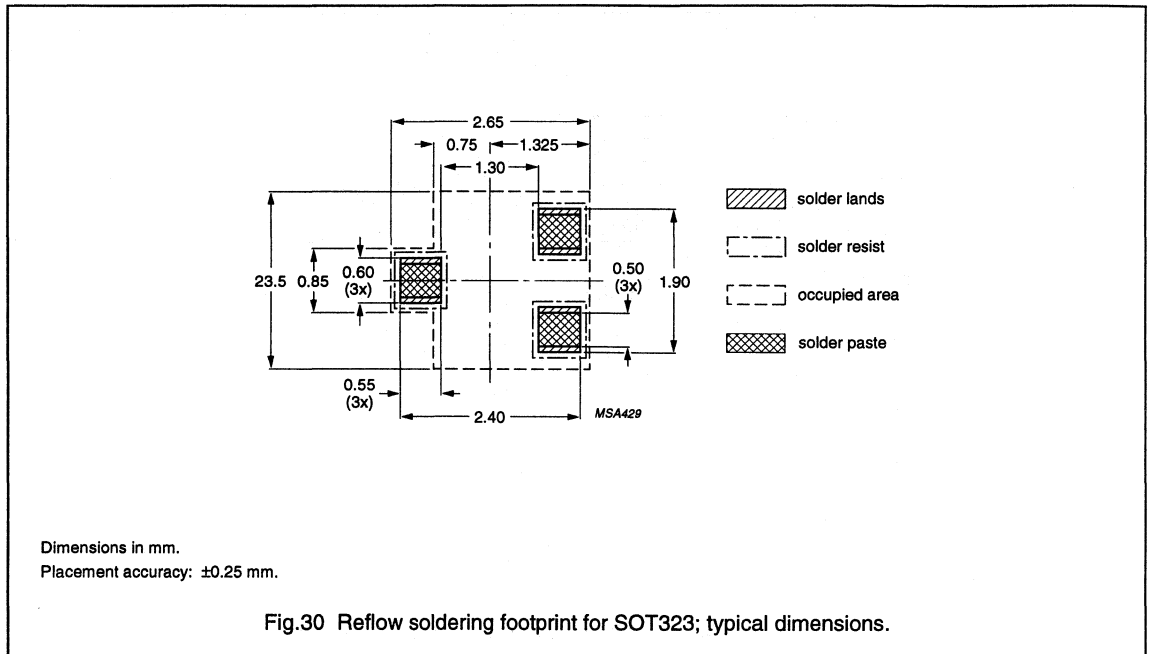 2.65
0.75 1.325
1.30
solder lands
solder resist
23.5 0.85 0.60 (3x) 0.50 (3x) 1.90
occupied area
solder paste
0.55 (3x)
2.40
MSA429
Dimensions in mm.
Placement accuracy: ±0.25 mm.
Fig.30 Reflow soldering footprint for SOT323; typical dimensions.